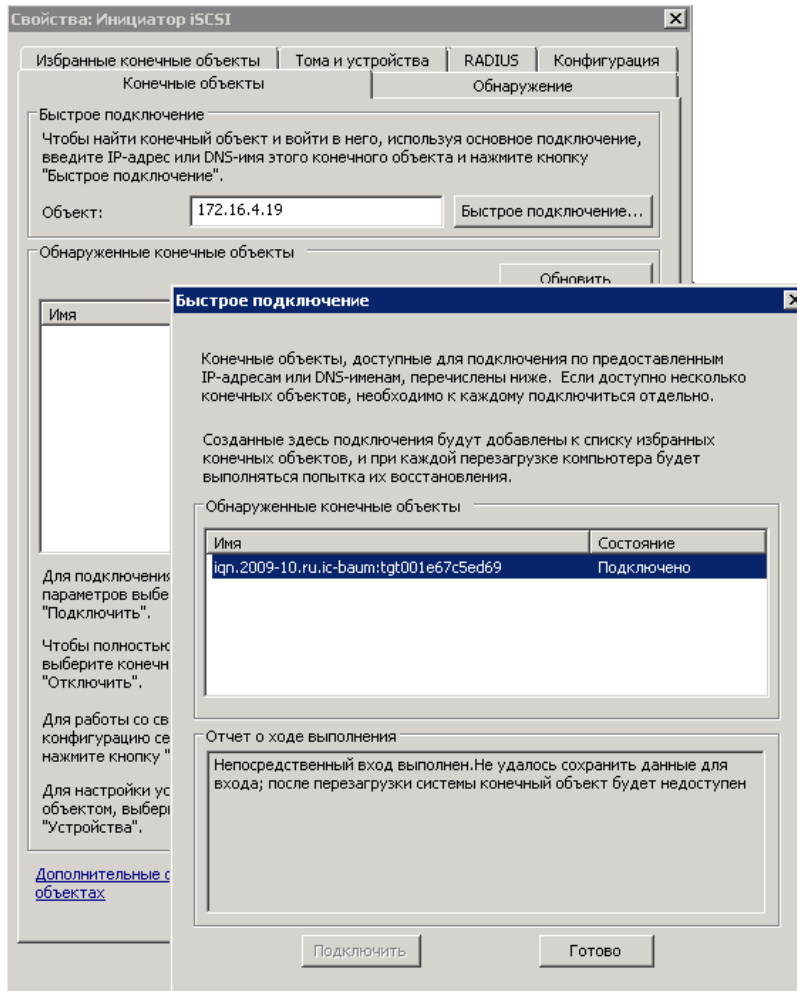 Свойства: Инициатор iSCSI
Избранные конечные объекты
Тома и устройства
RADIUS
Конфигурация
Конечные объекты
Обнаружение
Быстрое подключение
Чтобы найти конечный объект и войти в него, используя основное подключение,
введите IP-адрес или DNS-имя этого конечного объекта и нажмите кнопку
"Быстрое подключение".
Объект:
172.16.4.19
Быстрое подключение...
Обнаруженные конечные объекты
Обновить
Имя
Для подключения
параметров выбе
"Подключить".
Чтобы полностью
выберите конечн
"Отключить".
Для работы со св
конфигурацию се
нажмите кнопку "
Для настройки ус
объектом, выбери
"Устройства".
Дополнительные с
объектах
Быстрое подключение
Конечные объекты, доступные для подключения по предоставленным
IP-адресам или DNS-именам, перечислены ниже. Если доступно несколько
конечных объектов, необходимо к каждому подключиться отдельно.
Созданные здесь подключения будут добавлены к списку избранных
конечных объектов, и при каждой перезагрузке компьютера будет
выполняться попытка их восстановления.
Обнаруженные конечные объекты
Имя
Состояние
iqn.2009-10.ru.ic-baum:tgt001e67c5ed69
Подключено
Отчет о ходе выполнения
Непосредственный вход выполнен.Не удалось сохранить данные для
входа; после перезагрузки системы конечный объект будет недоступен
Подключить
Готово